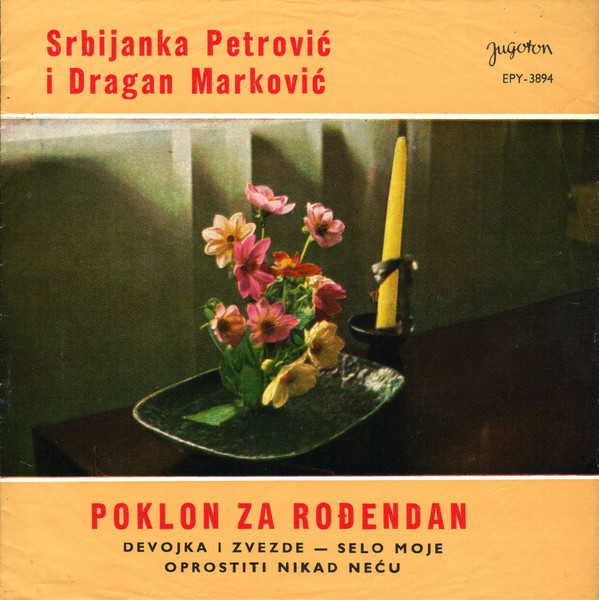 Srbijanka Petrović
i Dragan Marković
Jugoton
EPY-3894
POKLON ZA ROĐENDAN
DEVOJKA I ZVEZDE — SELO MOJE
OPROSTITI NIKAD NEĆU